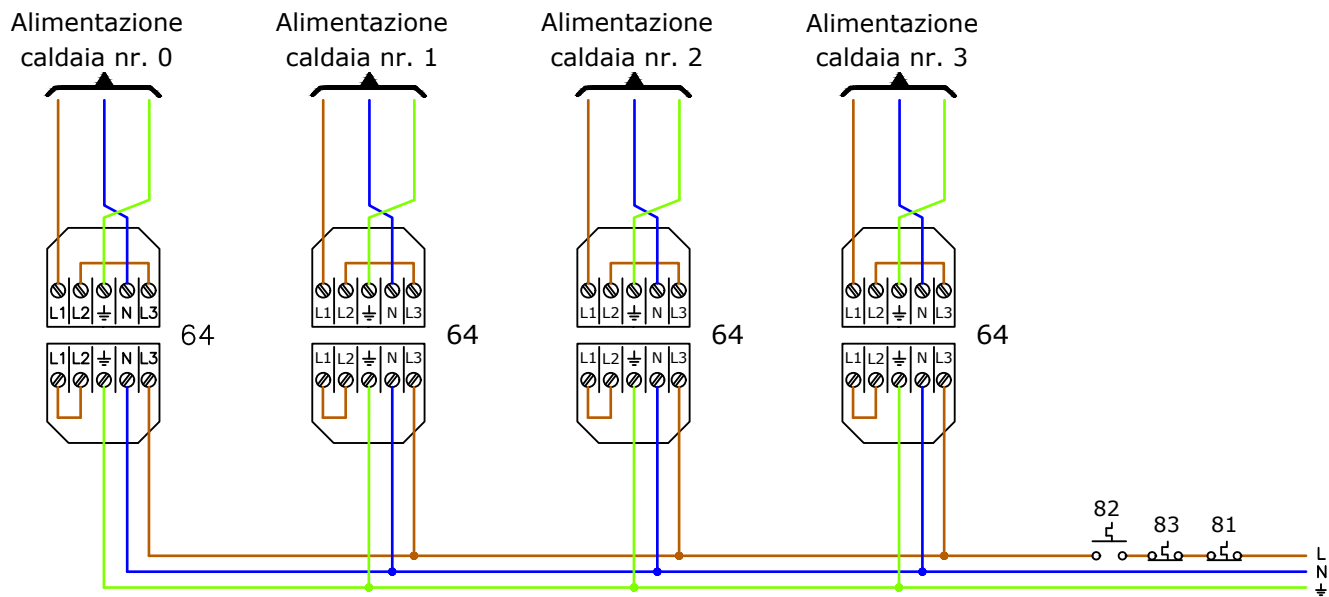 Alimentazione
caldaia nr. 0
Alimentazione
caldaia nr. 1
Alimentazione
caldaia nr. 2
Alimentazione
caldaia nr. 3
L1 L2 N L3
L1 L2 N L3
L1 L2 N L3
L1 L2 N L3
64
64
64
64
L1 L2 N L3
L1 L2 N L3
L1 L2 N L3
L1 L2 N L3
82
83
81
L
N